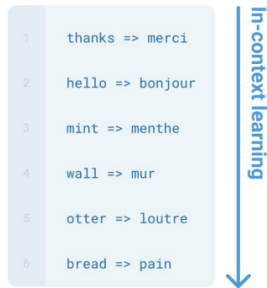 1 thanks => merci
2 hello => bonjour
3 mint => menthe
4 wall => mur
5 otter => loutre
6 bread => pain
In-context learning